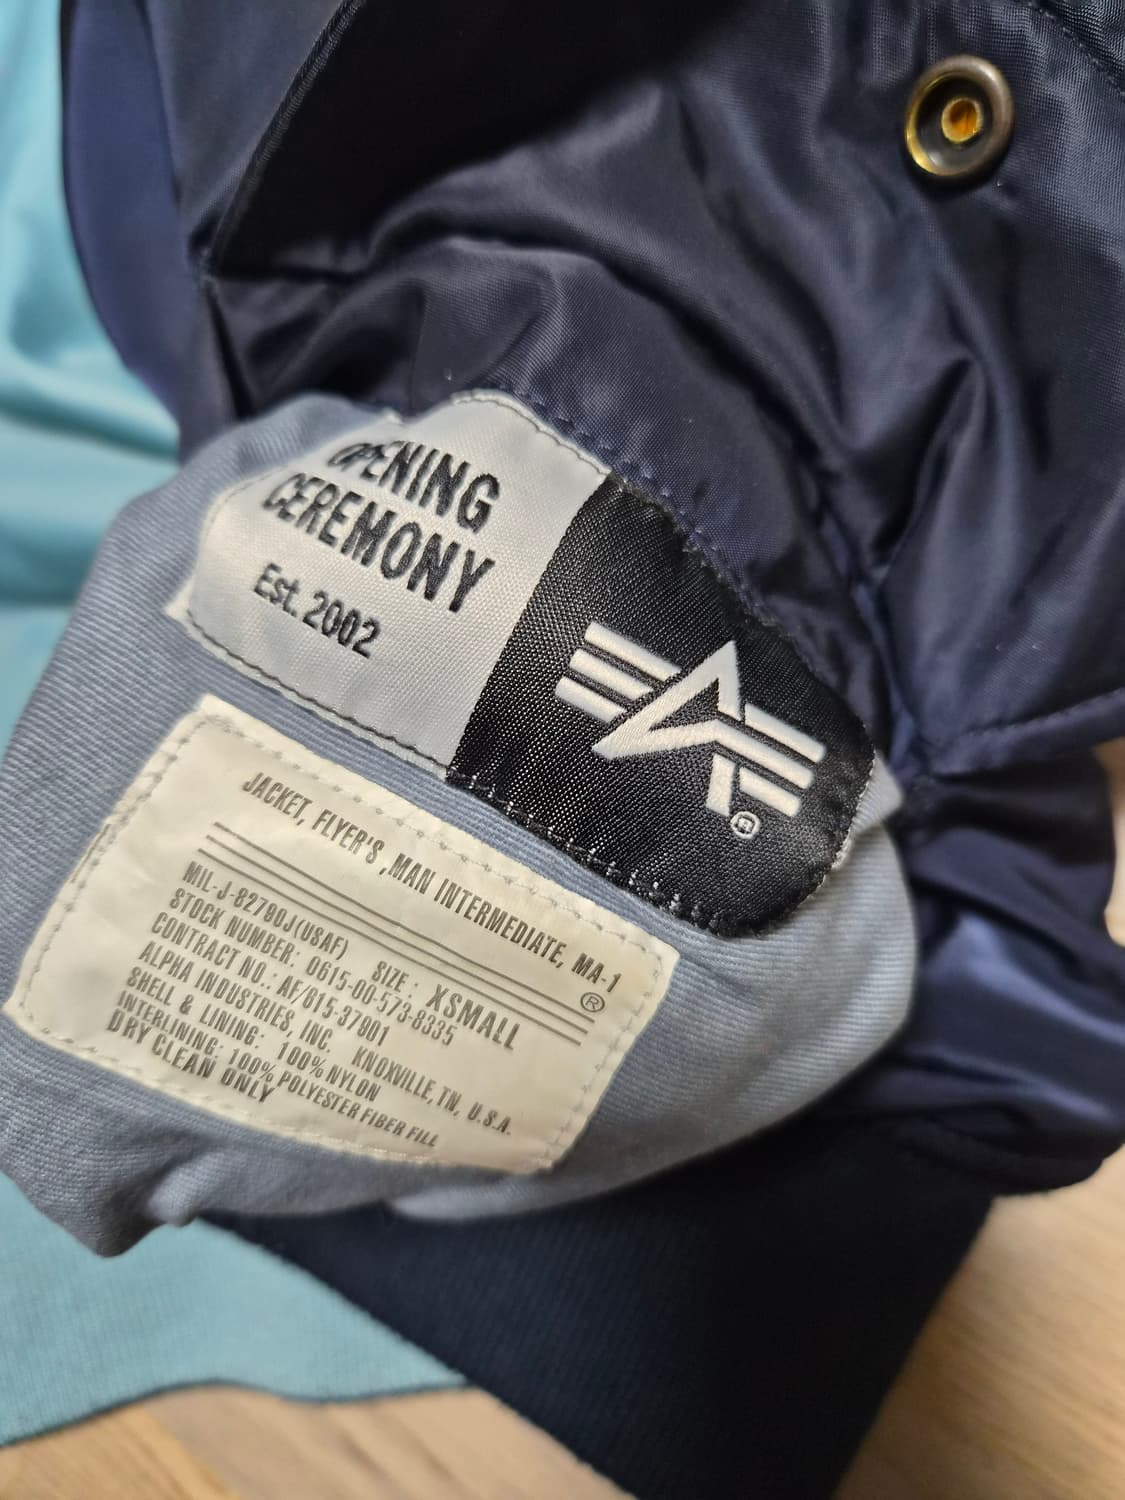 OPENING
CEREMONY
Est. 2002
®
JACKET, FLYER'S ,MAN INTERMEDIATE, MA-1
®
MIL-J-82790J(USAF) SIZE : XSMALL
STOCK NUMBER: 0615-00-573-8335
CONTRACT NO.: AF/815-37901
ALPHA INDUSTRIES, INC. KNOXVILLE, TN, U.S.A.
SHELL & LINING: 100% NYLON
INTERLINING: 100% POLYESTER FIBER FILL
DRY CLEAN ONLY